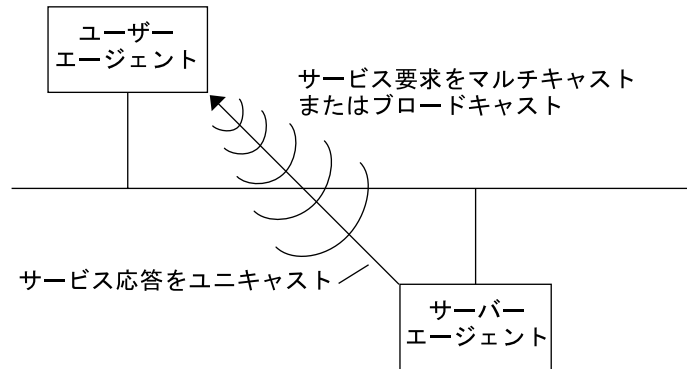 ユーザー
エージェント
サービス要求をマルチキャスト
またはブロードキャスト
サービス応答をユニキャスト
サーバー
エージェント